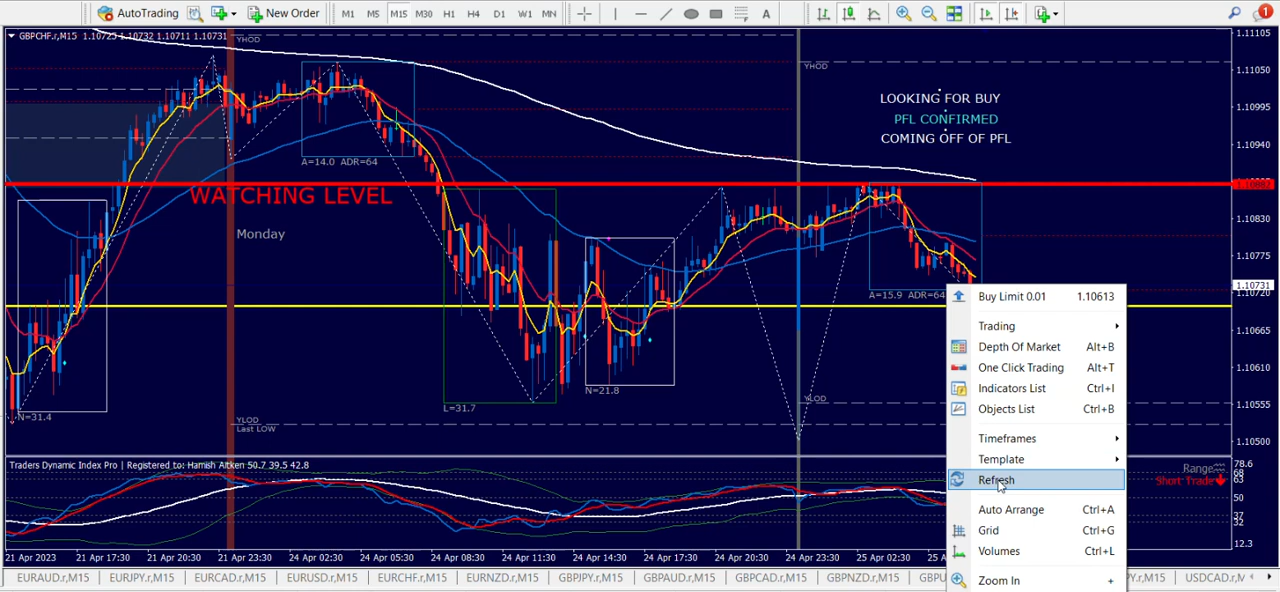 AutoTrading
New Order
M1 M5 M15 M30 H1 H4 D1 W1 MN
A
1
GBPCHF.r,M15 1.10725 1.10732 1.10711 1.10731
YHOD
YHOD
LOOKING FOR BUY
PFL CONFIRMED
COMING OFF OF PFL
A=14.0 ADR=64
WATCHING LEVEL
Monday
A=15.9 ADR=64
N=21.8
L=31.7
N=31.4
YLOD
YLOD
Last LOW
1.11105
1.11050
1.10995
1.10940
1.10882
1.10830
1.10775
1.10731
1.10720
1.10665
1.10610
1.10555
1.10500
Buy Limit 0.01 1.10613
Trading
Depth Of Market Alt+B
One Click Trading Alt+T
Indicators List Ctrl+I
Objects List Ctrl+B
Timeframes
Template
Refresh
Auto Arrange Ctrl+A
Grid Ctrl+G
Volumes Ctrl+L
Zoom In +
Traders Dynamic Index Pro | Registered to: Hamish Aitken 50.7 39.5 42.8
Range
Short Trade
78.6
68
63
50
37
32
12.3
21 Apr 2023 21 Apr 17:30 21 Apr 20:30 21 Apr 23:30 24 Apr 02:30 24 Apr 05:30 24 Apr 08:30 24 Apr 11:30 24 Apr 14:30 24 Apr 17:30 24 Apr 20:30 24 Apr 23:30 25 Apr 02:30 25 A
EURAUD.r,M15 EURJPY.r,M15 EURCAD.r,M15 EURUSD.r,M15 EURCHF.r,M15 EURNZD.r,M15 GBPJPY.r,M15 GBPAUD.r,M15 GBPCAD.r,M15 GBPNZD.r,M15 GBPU PY.r,M15 USDCAD.r,M